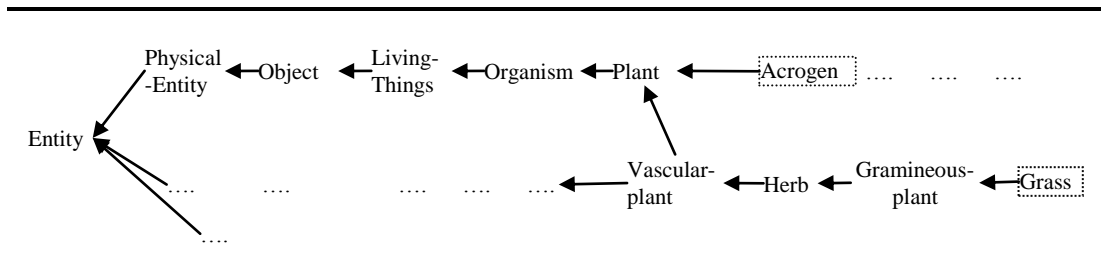 Physical
-Entity
Object
Living-
Things
Organism
Plant
Acrogen
....
....
....
Entity
....
....
....
....
....
Vascular-
plant
Herb
Gramineous-
plant
Grass
....